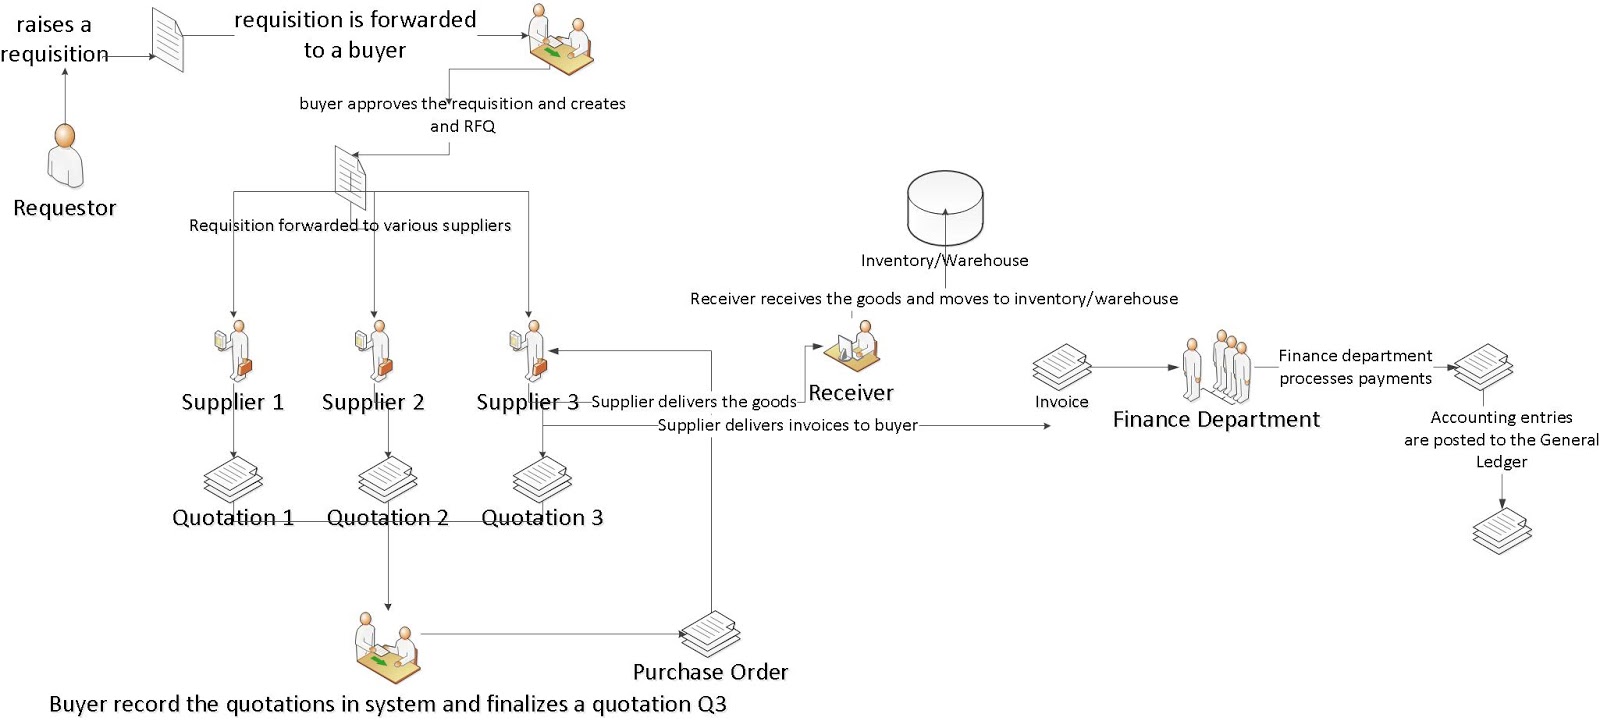 raises a
requisition
requisition is forwarded
to a buyer
buyer approves the requisition and creates
and RFQ
Requestor
Requisition forwarded to various suppliers
Inventory/Warehouse
Receiver receives the goods and moves to inventory/warehouse
Supplier 1
Supplier 2
Supplier 3
Supplier delivers the goods
Receiver
Supplier delivers invoices to buyer
Invoice
Finance Department
Finance department
processes payments
Accounting entries
are posted to the General
Ledger
Quotation 1
Quotation 2
Quotation 3
Purchase Order
Buyer record the quotations in system and finalizes a quotation Q3